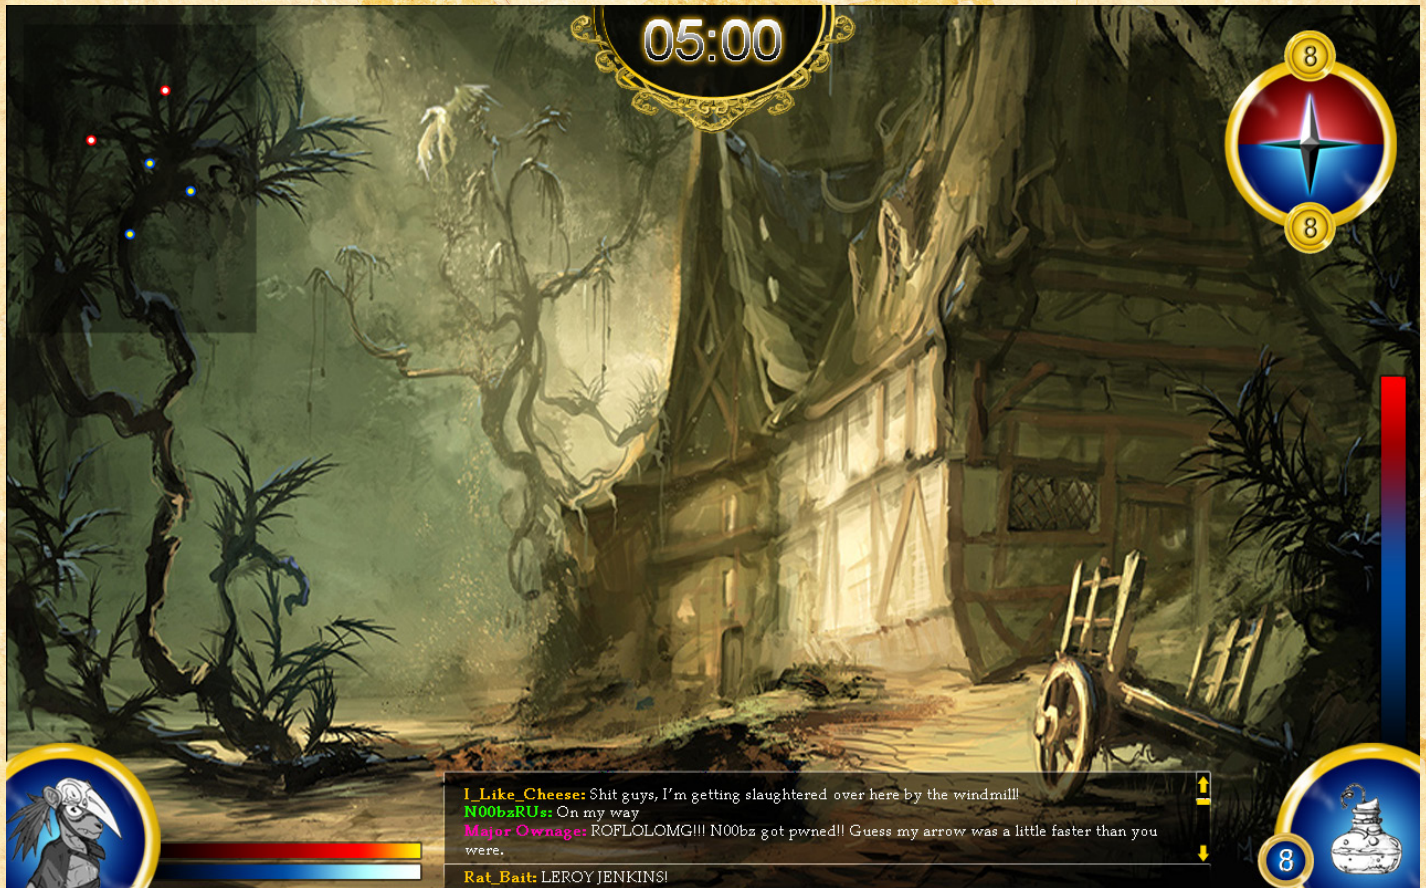 05:00
8
8
I_Like_Cheese: Shit guys, I'm getting slaughtered over here by the windmill!
N00bzRUs: On my way
Major Ownage: ROFLOLOMG!!! N00bz got pwned!! Guess my arrow was a little faster than you
were.
Rat_Bait: LEROY JENKINS!
8